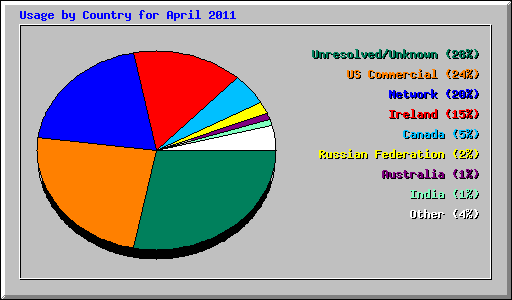 Usage by Country for April 2011
Unresolved/Unknown (28%)
US Commercial (24%)
Network (20%)
Ireland (15%)
Canada (5%)
Russian Federation (2%)
Australia (1%)
India (1%)
Other (4%)